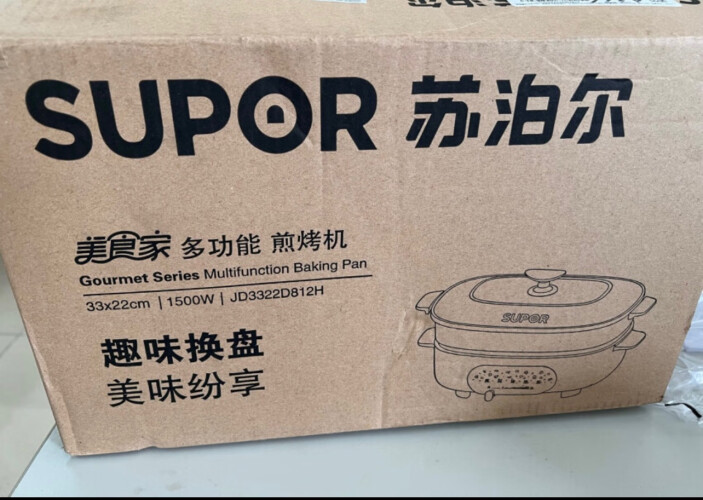 SUPOR 苏泊尔
美食家 多功能 煎烤机
Gourmet Series Multifunction Baking Pan
33x22cm | 1500W | JD3322D812H
趣味换盘
美味纷享
SUPOR